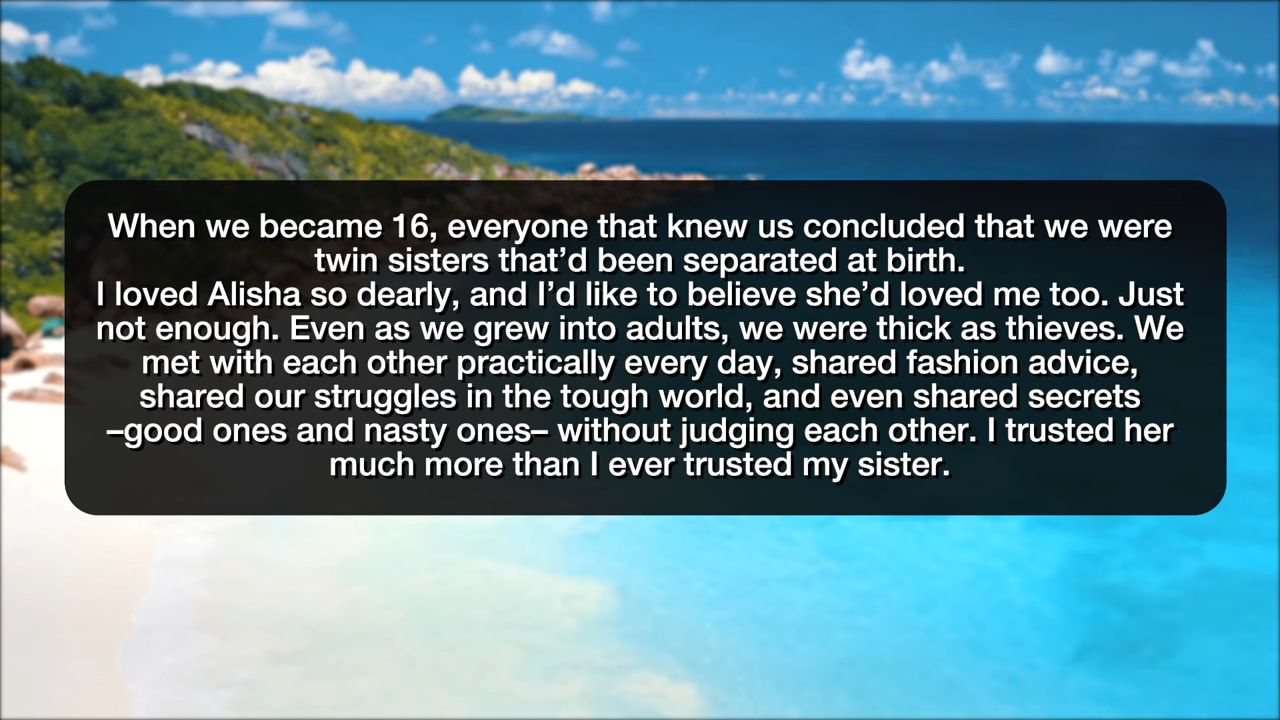 When we became 16, everyone that knew us concluded that we were
twin sisters that’d been separated at birth.
I loved Alisha so dearly, and I’d like to believe she’d loved me too. Just
not enough. Even as we grew into adults, we were thick as thieves. We
met with each other practically every day, shared fashion advice,
shared our struggles in the tough world, and even shared secrets
–good ones and nasty ones– without judging each other. I trusted her
much more than I ever trusted my sister.